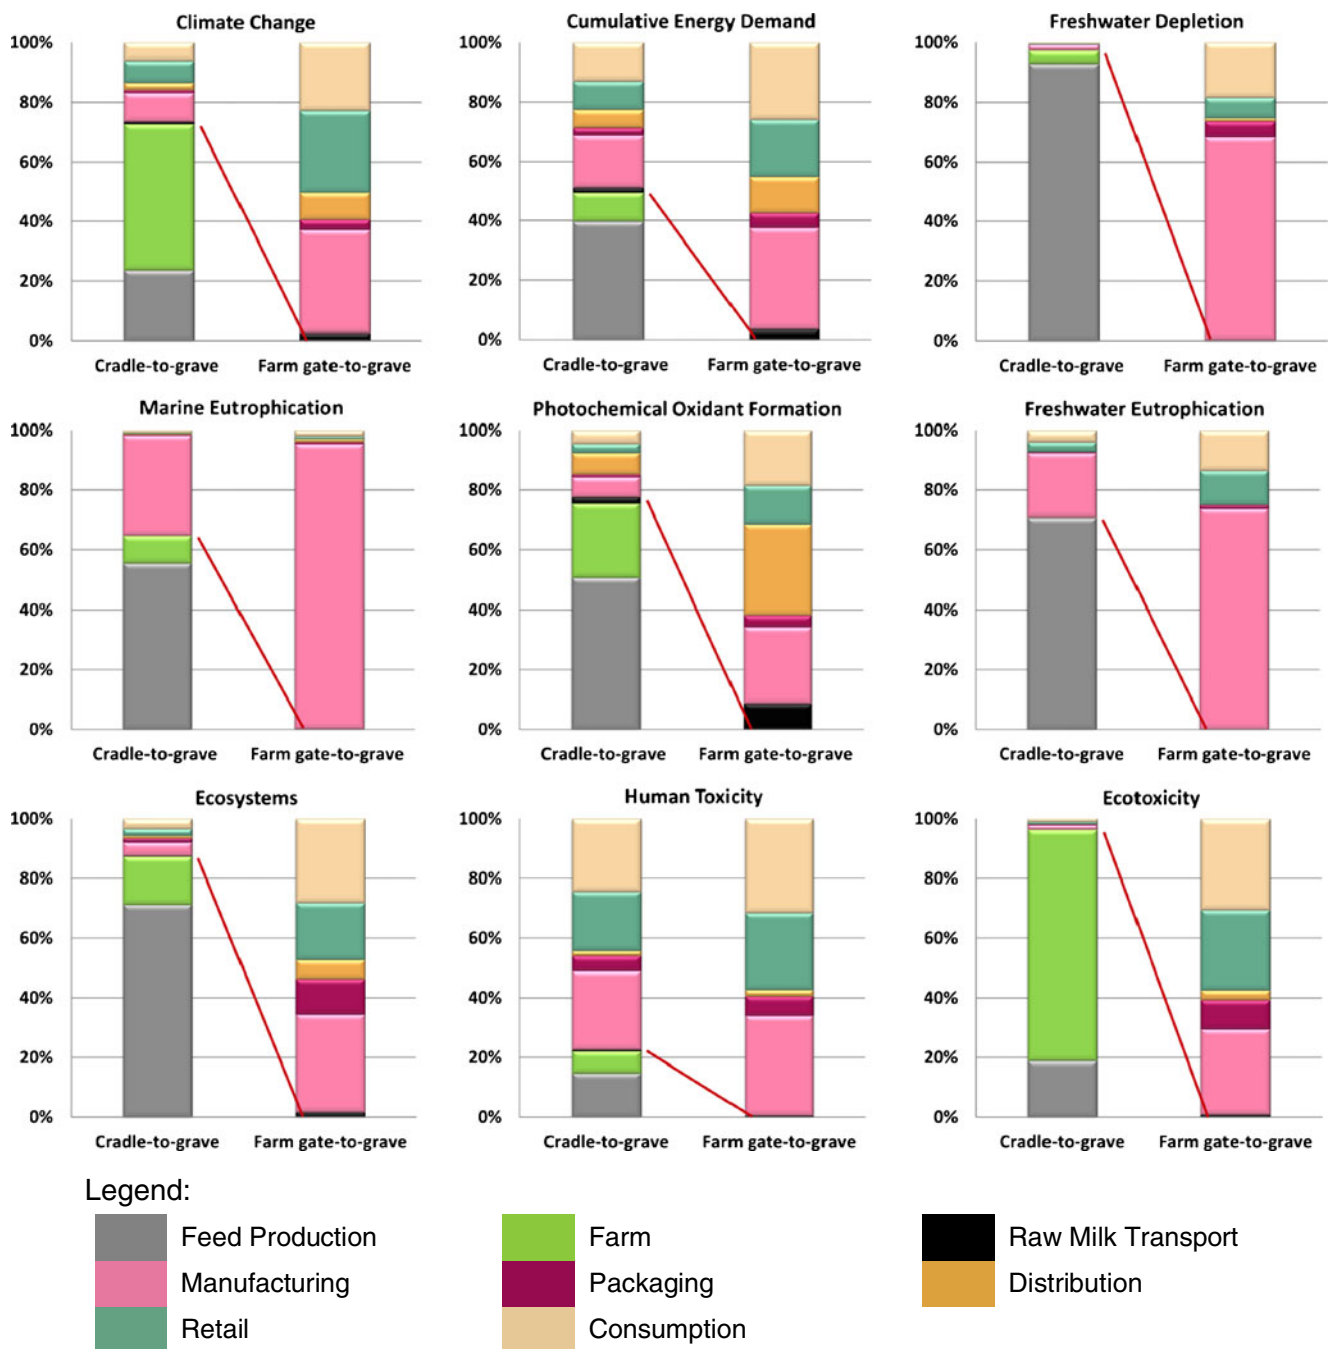 Climate Change
Cumulative Energy Demand
Freshwater Depletion
100%
80%
60%
40%
20%
0%
Cradle-to-grave
Farm gate-to-grave
100%
80%
60%
40%
20%
0%
Cradle-to-grave
Farm gate-to-grave
100%
80%
60%
40%
20%
0%
Cradle-to-grave
Farm gate-to-grave
Marine Eutrophication
Photochemical Oxidant Formation
Freshwater Eutrophication
100%
80%
60%
40%
20%
0%
Cradle-to-grave
Farm gate-to-grave
100%
80%
60%
40%
20%
0%
Cradle-to-grave
Farm gate-to-grave
100%
80%
60%
40%
20%
0%
Cradle-to-grave
Farm gate-to-grave
Ecosystems
Human Toxicity
Ecotoxicity
100%
80%
60%
40%
20%
0%
Cradle-to-grave
Farm gate-to-grave
100%
80%
60%
40%
20%
0%
Cradle-to-grave
Farm gate-to-grave
100%
80%
60%
40%
20%
0%
Cradle-to-grave
Farm gate-to-grave
Legend:
Feed Production
Farm
Raw Milk Transport
Manufacturing
Packaging
Distribution
Retail
Consumption